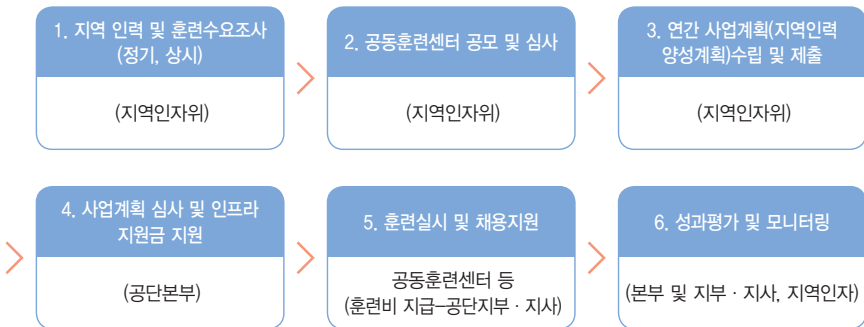 1. 지역 인력 및 훈련수요조사
(정기, 상시)
(지역인자위)
2. 공동훈련센터 공모 및 심사
(지역인자위)
3. 연간 사업계획(지역인력
양성계획)수립 및 제출
(지역인자위)
4. 사업계획 심사 및 인프라
지원금 지원
(공단본부)
5. 훈련실시 및 채용지원
공동훈련센터 등
(훈련비 지급–공단지부 · 지사)
6. 성과평가 및 모니터링
(본부 및 지부 · 지사, 지역인자)